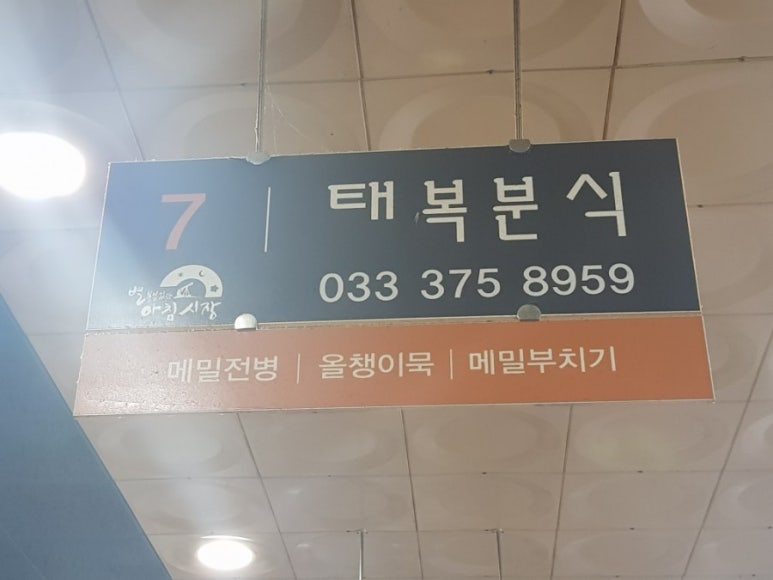 7
태복분식
033 375 8959
아침시장
메밀전병 | 올챙이묵 | 메밀부치기